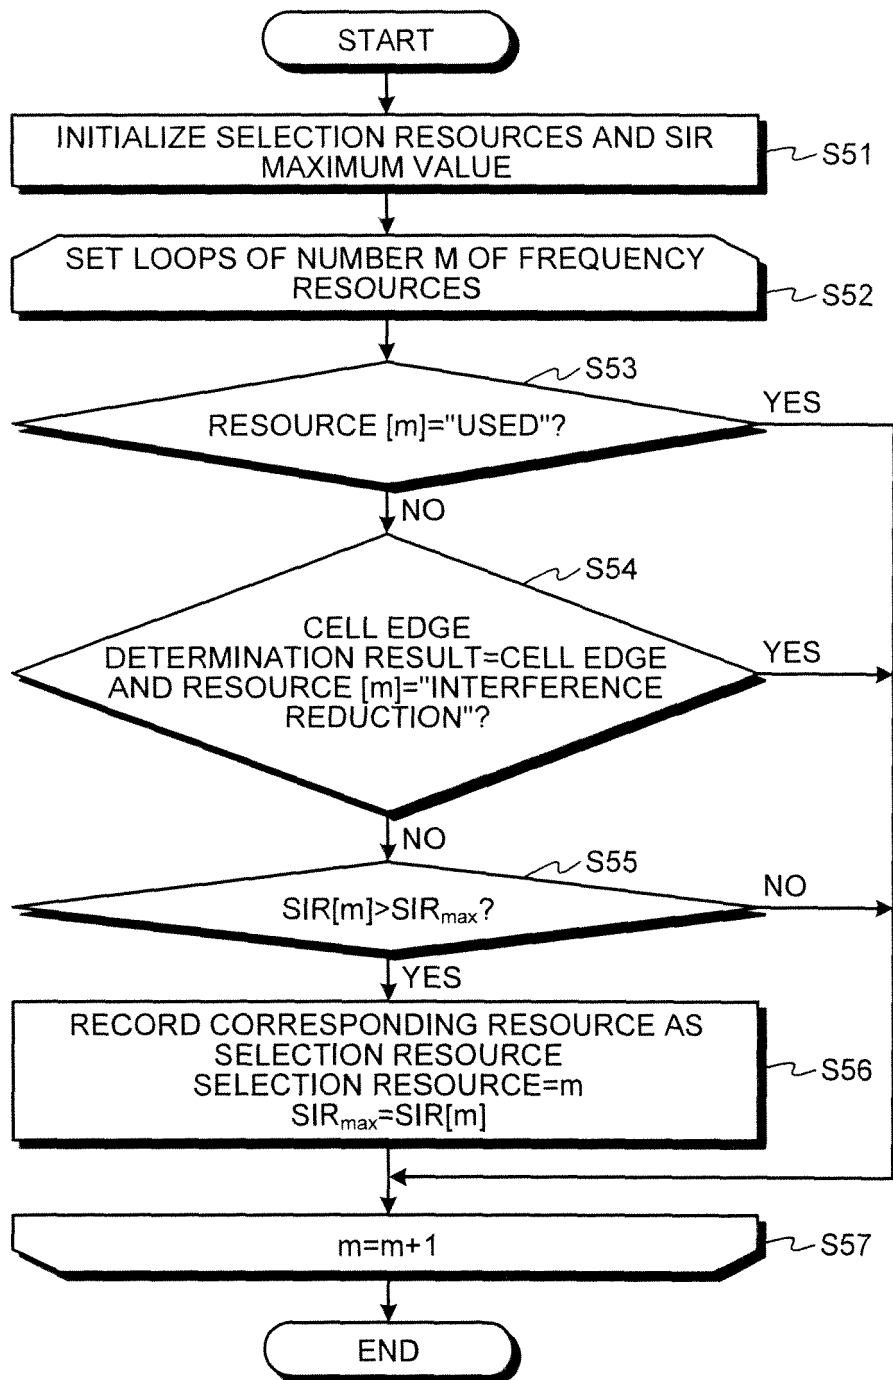 START
INITIALIZE SELECTION RESOURCES AND SIR
MAXIMUM VALUE
S51
SET LOOPS OF NUMBER M OF FREQUENCY
RESOURCES
S52
S53
RESOURCE [m]="USED"?
YES
NO
S54
CELL EDGE
DETERMINATION RESULT=CELL EDGE
AND RESOURCE [m]="INTERFERENCE
REDUCTION"?
YES
NO
S55
SIR[m]>SIRmax?
NO
YES
RECORD CORRESPONDING RESOURCE AS
SELECTION RESOURCE
SELECTION RESOURCE=m
SIRmax=SIR[m]
S56
m=m+1
S57
END